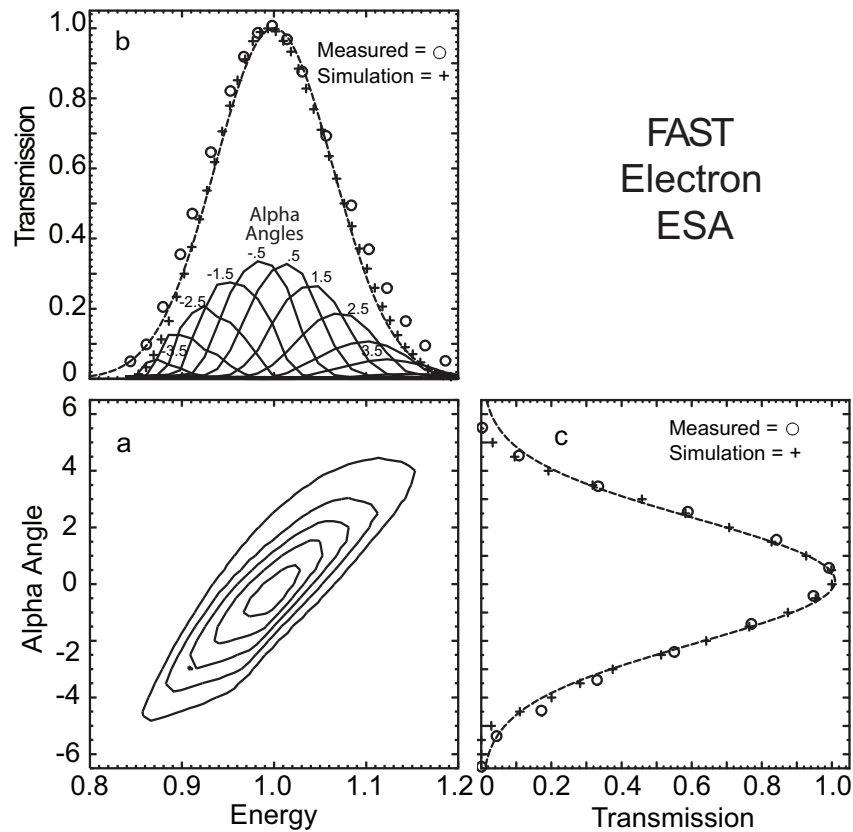 b
Measured = ○
Simulation = +
Transmission
1.0
0.8
0.6
0.4
0.2
0
Alpha
Angles
-.5
.5
-1.5
1.5
-2.5
2.5
-3.5
3.5
FAST
Electron
ESA
a
Alpha Angle
6
4
2
0
-2
-4
-6
0.8
0.9
1.0
1.1
1.2
Energy
c
Measured = ○
Simulation = +
0
0.2
0.4
0.6
0.8
1.0
Transmission